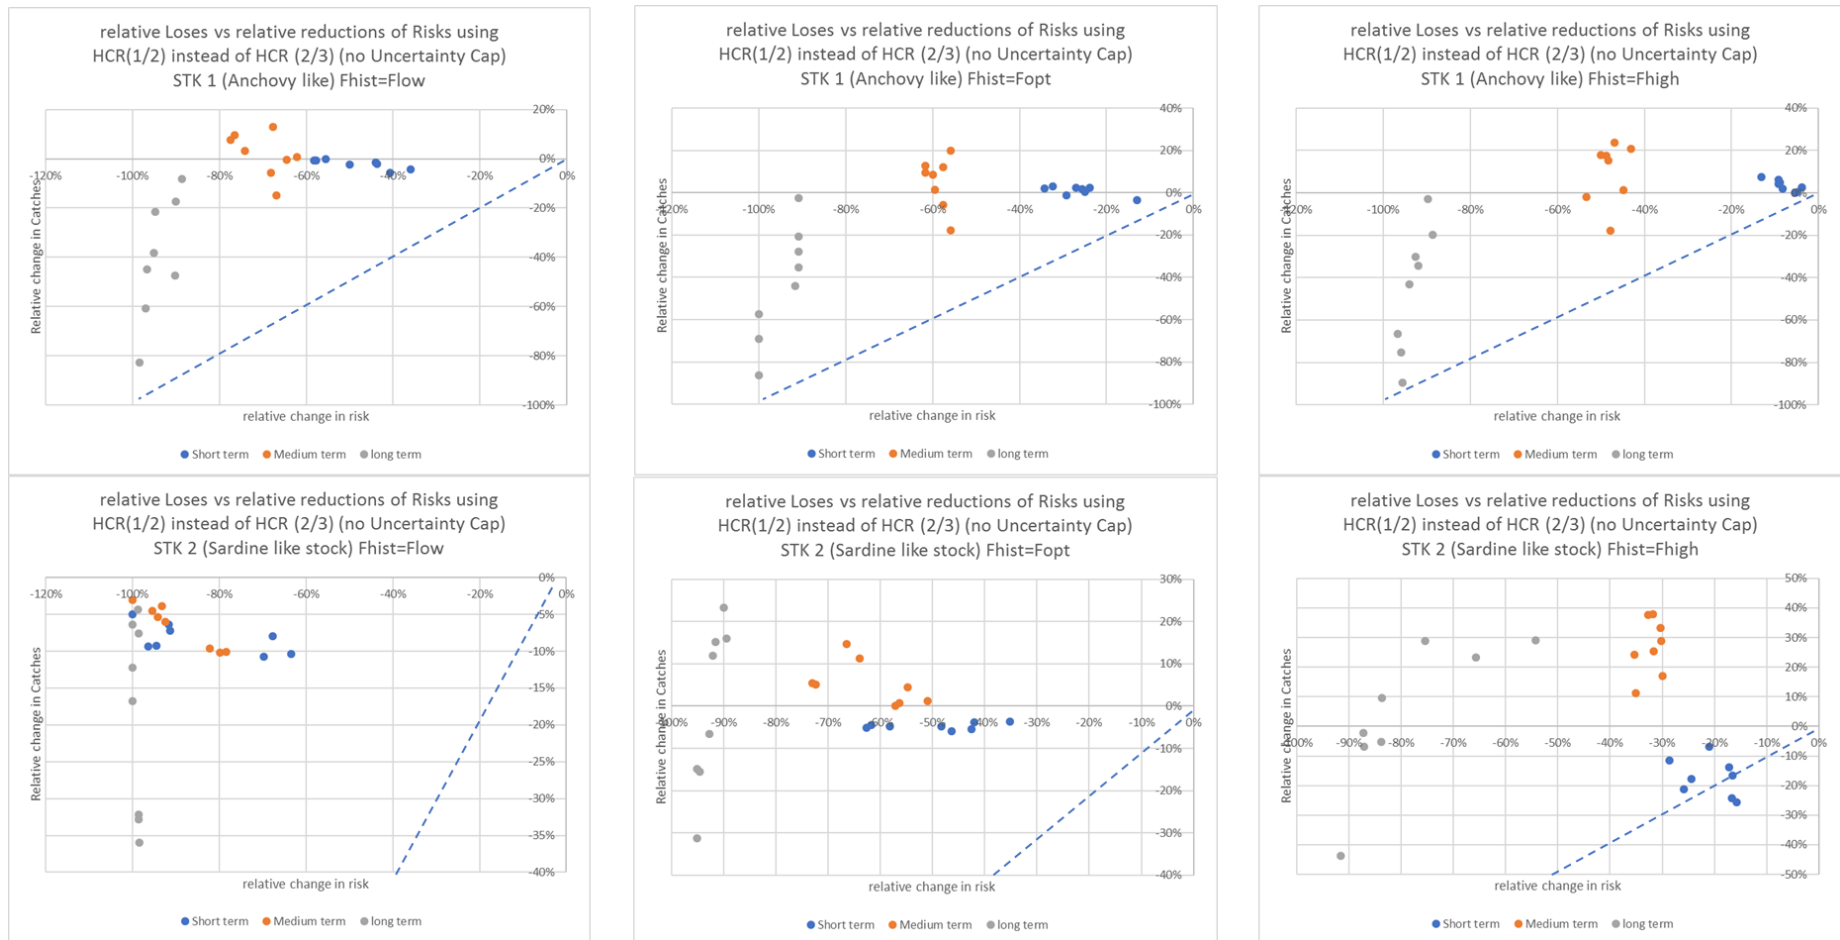 relative Loses vs relative reductions of Risks using
HCR(1/2) instead of HCR (2/3) (no Uncertainty Cap)
STK 1 (Anchovy like) Fhist=Flow
20%
0%
-120% -100% -80% -60% -40% -20% 0%
-20%
-40%
-60%
-80%
-100%
Relative change in Catches
relative change in risk
Short term Medium term long term
relative Loses vs relative reductions of Risks using
HCR(1/2) instead of HCR (2/3) (no Uncertainty Cap)
STK 1 (Anchovy like) Fhist=Fopt
40%
20%
0%
-120% -100% -80% -60% -40% -20% 0%
-20%
-40%
-60%
-80%
-100%
Relative change in Catches
relative change in risk
Short term Medium term long term
relative Loses vs relative reductions of Risks using
HCR(1/2) instead of HCR (2/3) (no Uncertainty Cap)
STK 1 (Anchovy like) Fhist=Fhigh
40%
20%
0%
-120% -100% -80% -60% -40% -20% 0%
-20%
-40%
-60%
-80%
-100%
Relative change in Catches
relative change in risk
Short term Medium term long term
relative Loses vs relative reductions of Risks using
HCR(1/2) instead of HCR (2/3) (no Uncertainty Cap)
STK 2 (Sardine like stock) Fhist=Flow
0%
-120% -100% -80% -60% -40% -20% 0%
-5%
-10%
-15%
-20%
-25%
-30%
-35%
-40%
Relative change in Catches
relative change in risk
Short term Medium term long term
relative Loses vs relative reductions of Risks using
HCR(1/2) instead of HCR (2/3) (no Uncertainty Cap)
STK 2 (Sardine like stock) Fhist=Fopt
30%
20%
10%
0%
-100% -90% -80% -70% -60% -50% -40% -30% -20% -10% 0%
-10%
-20%
-30%
-40%
Relative change in Catches
relative change in risk
Short term Medium term long term
relative Loses vs relative reductions of Risks using
HCR(1/2) instead of HCR (2/3) (no Uncertainty Cap)
STK 2 (Sardine like stock) Fhist=Fhigh
50%
40%
30%
20%
10%
0%
-100% -90% -80% -70% -60% -50% -40% -30% -20% -10% 0%
-10%
-20%
-30%
-40%
-50%
Relative change in Catches
relative change in risk
Short term Medium term long term